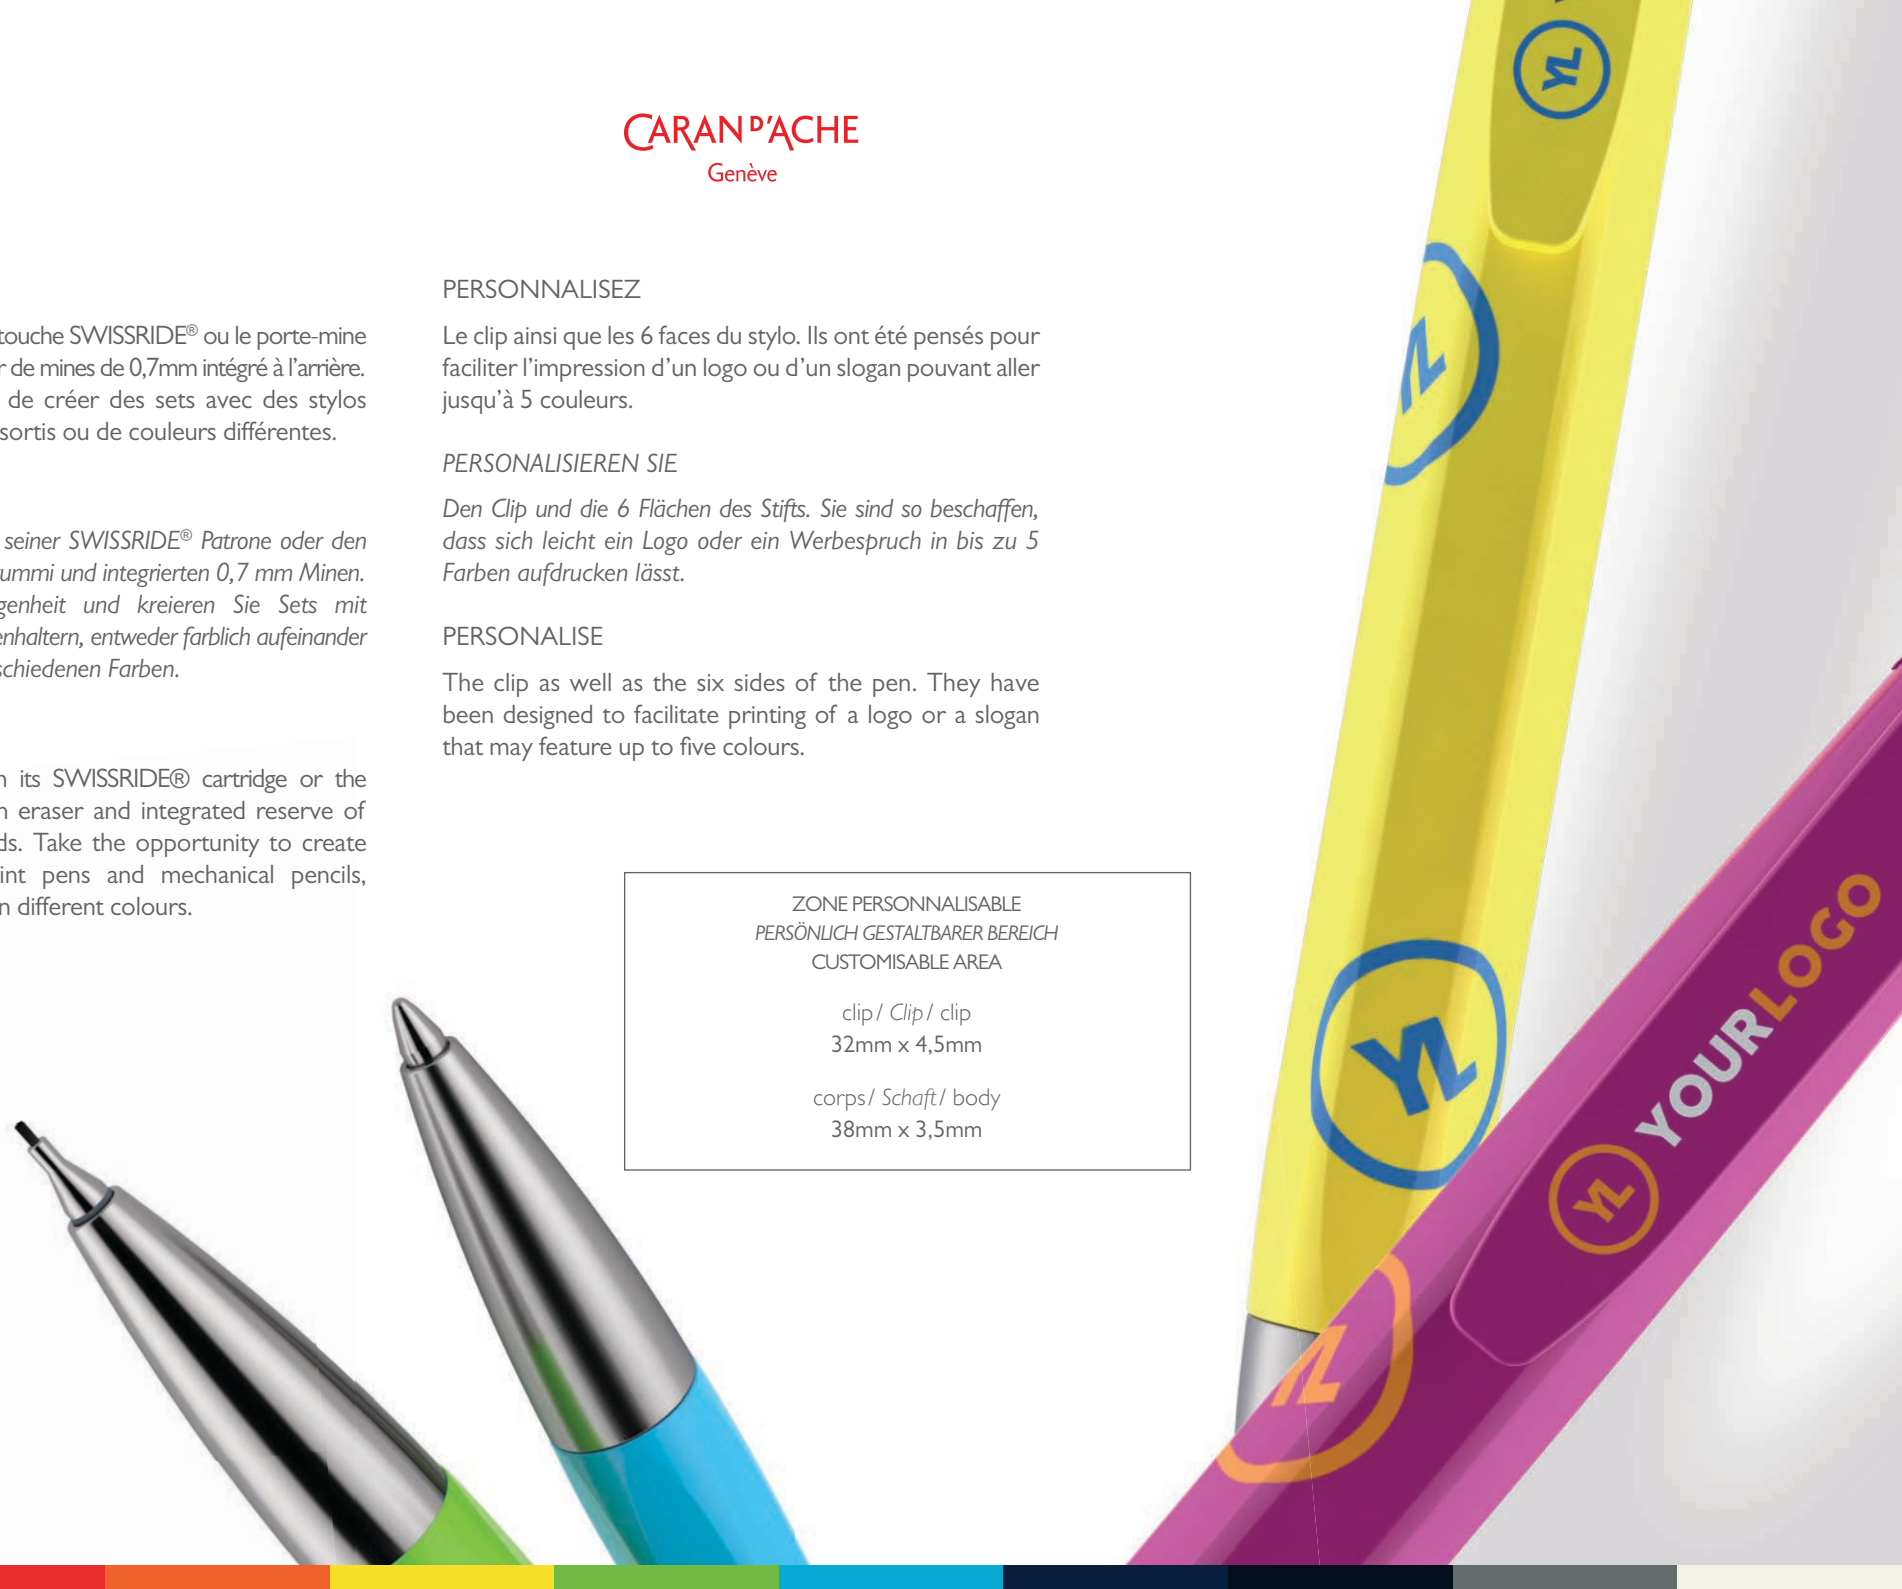 CARAN D'ACHE
Genève
touche SWISSRIDE® ou le porte-mine
de mines de 0,7mm intégré à l'arrière.
de créer des sets avec des stylos
sortis ou de couleurs différentes.
seiner SWISSRIDE® Patrone oder den
ummi und integrierten 0,7 mm Minen.
genheit und kreieren Sie Sets mit
enhaltern, entweder farblich aufeinander
schiedenen Farben.
its SWISSRIDE® cartridge or the
eraser and integrated reserve of
ds. Take the opportunity to create
int pens and mechanical pencils,
n different colours.
PERSONNALISEZ
Le clip ainsi que les 6 faces du stylo. Ils ont été pensés pour
faciliter l'impression d'un logo ou d'un slogan pouvant aller
jusqu'à 5 couleurs.
PERSONALISIEREN SIE
Den Clip und die 6 Flächen des Stifts. Sie sind so beschaffen,
dass sich leicht ein Logo oder ein Werbespruch in bis zu 5
Farben aufdrucken lässt.
PERSONALISE
The clip as well as the six sides of the pen. They have
been designed to facilitate printing of a logo or a slogan
that may feature up to five colours.
ZONE PERSONNALISABLE
PERSÖNLICH GESTALTBARER BEREICH
CUSTOMISABLE AREA
clip / Clip / clip
32mm x 4,5mm
corps / Schaft / body
38mm x 3,5mm
YL
YL
YL
YL YOURLOGO
YL